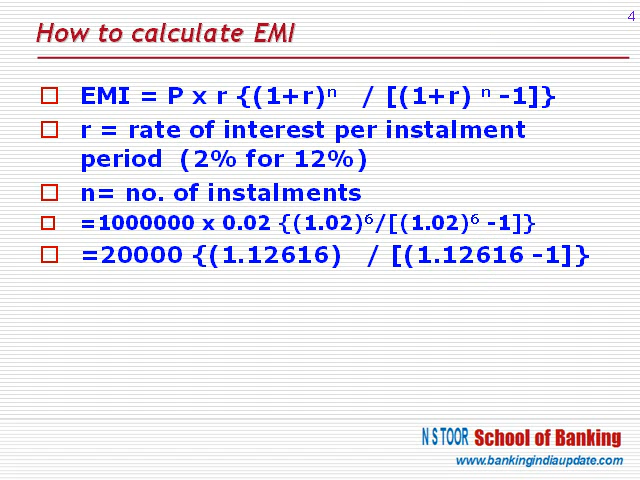 4
How to calculate EMI
EMI = P x r {(1+r)ⁿ / [(1+r) ⁿ -1]}
r = rate of interest per instalment
period (2% for 12%)
n= no. of instalments
=1000000 x 0.02 {(1.02)⁶/[(1.02)⁶ -1]}
=20000 {(1.12616) / [(1.12616 -1]}
N S TOOR School of Banking
www.bankingindiaupdate.com